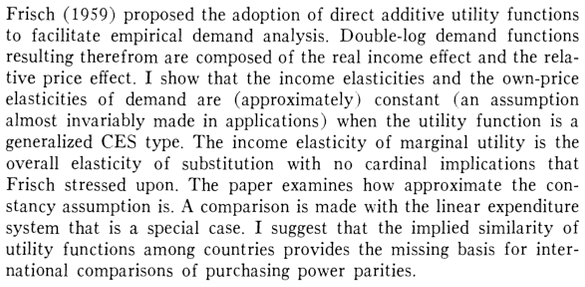 Frisch (1959) proposed the adoption of direct additive utility functions
to facilitate empirical demand analysis. Double-log demand functions
resulting therefrom are composed of the real income effect and the rela-
tive price effect. I show that the income elasticities and the own-price
elasticities of demand are (approximately) constant (an assumption
almost invariably made in applications) when the utility function is a
generalized CES type. The income elasticity of marginal utility is the
overall elasticity of substitution with no cardinal implications that
Frisch stressed upon. The paper examines how approximate the con-
stancy assumption is. A comparison is made with the linear expenditure
system that is a special case. I suggest that the implied similarity of
utility functions among countries provides the missing basis for inter-
national comparisons of purchasing power parities.